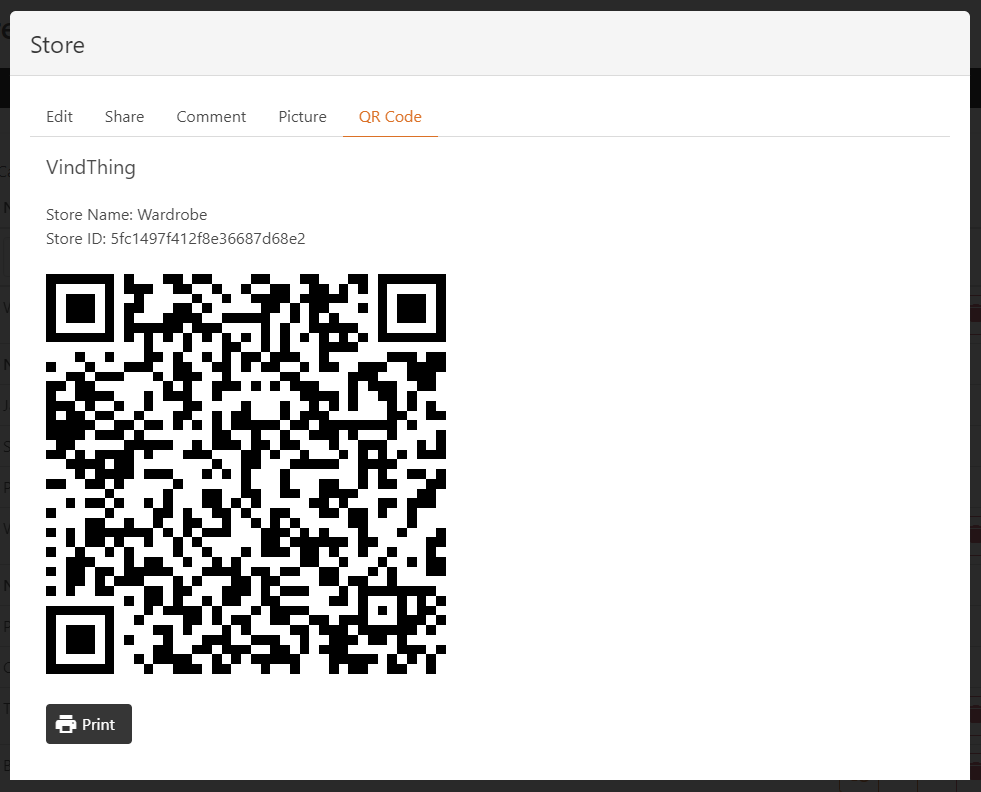 Store
Edit Share Comment Picture QR Code
VindThing
Store Name: Wardrobe
Store ID: 5fc1497f412f8e36687d68e2
Print